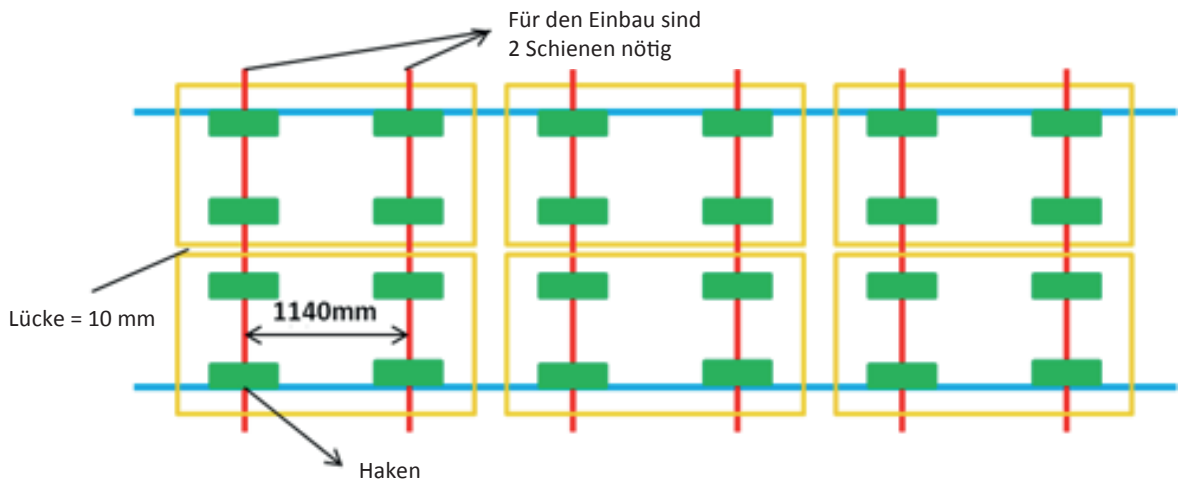 Für den Einbau sind
2 Schienen nötig
Lücke = 10 mm
1140mm
Haken